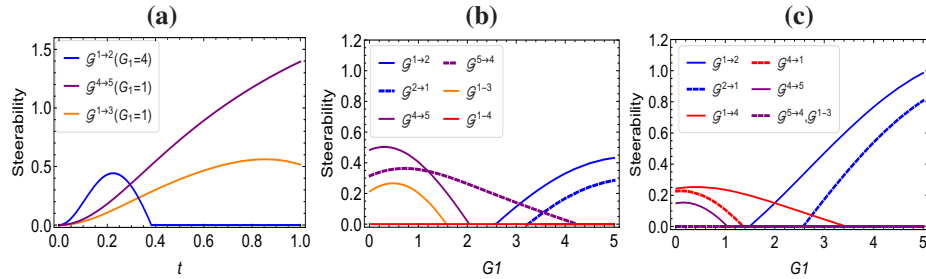 (a)
Steerability
1.5
1.0
0.5
0.0
𝒢^{1→2}(G₁=4)
𝒢^{4→5}(G₁=1)
𝒢^{1→3}(G₁=1)
0.0 0.2 0.4 0.6 0.8 1.0
t
(b)
Steerability
1.2
1.0
0.8
0.6
0.4
0.2
0.0
𝒢^{1→2} 𝒢^{5→4}
𝒢^{2→1} 𝒢^{1-3}
𝒢^{4→5} 𝒢^{1-4}
0 1 2 3 4 5
G1
(c)
Steerability
1.2
1.0
0.8
0.6
0.4
0.2
0.0
𝒢^{1→2} 𝒢^{4→1}
𝒢^{2→1} 𝒢^{4→5}
𝒢^{1→4} 𝒢^{5→4},𝒢^{1-3}
0 1 2 3 4 5
G1